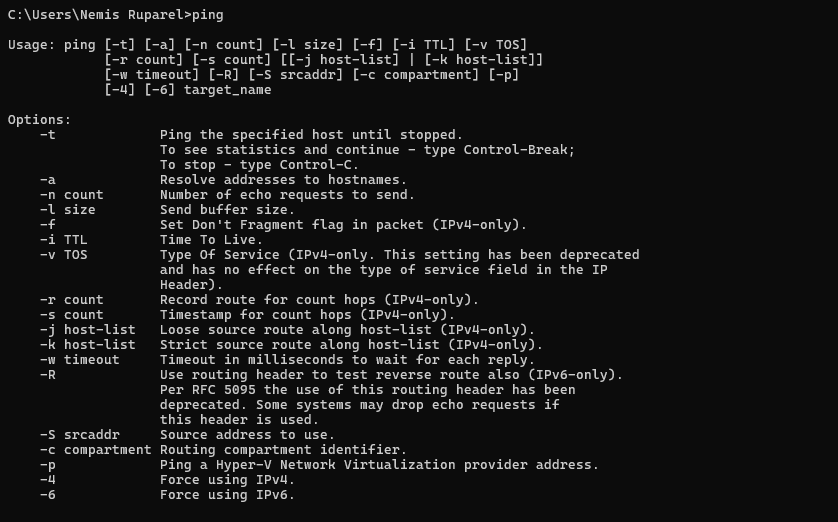 C:\Users\Nemis Ruparel>ping
Usage: ping [-t] [-a] [-n count] [-l size] [-f] [-i TTL] [-v TOS]
            [-r count] [-s count] [[-j host-list] | [-k host-list]]
            [-w timeout] [-R] [-S srcaddr] [-c compartment] [-p]
            [-4] [-6] target_name
Options:
    -t             Ping the specified host until stopped.
                   To see statistics and continue - type Control-Break;
                   To stop - type Control-C.
    -a             Resolve addresses to hostnames.
    -n count       Number of echo requests to send.
    -l size        Send buffer size.
    -f             Set Don't Fragment flag in packet (IPv4-only).
    -i TTL         Time To Live.
    -v TOS         Type Of Service (IPv4-only. This setting has been deprecated
                   and has no effect on the type of service field in the IP
                   Header).
    -r count       Record route for count hops (IPv4-only).
    -s count       Timestamp for count hops (IPv4-only).
    -j host-list   Loose source route along host-list (IPv4-only).
    -k host-list   Strict source route along host-list (IPv4-only).
    -w timeout     Timeout in milliseconds to wait for each reply.
    -R             Use routing header to test reverse route also (IPv6-only).
                   Per RFC 5095 the use of this routing header has been
                   deprecated. Some systems may drop echo requests if
                   this header is used.
    -S srcaddr     Source address to use.
    -c compartment Routing compartment identifier.
    -p             Ping a Hyper-V Network Virtualization provider address.
    -4             Force using IPv4.
    -6             Force using IPv6.